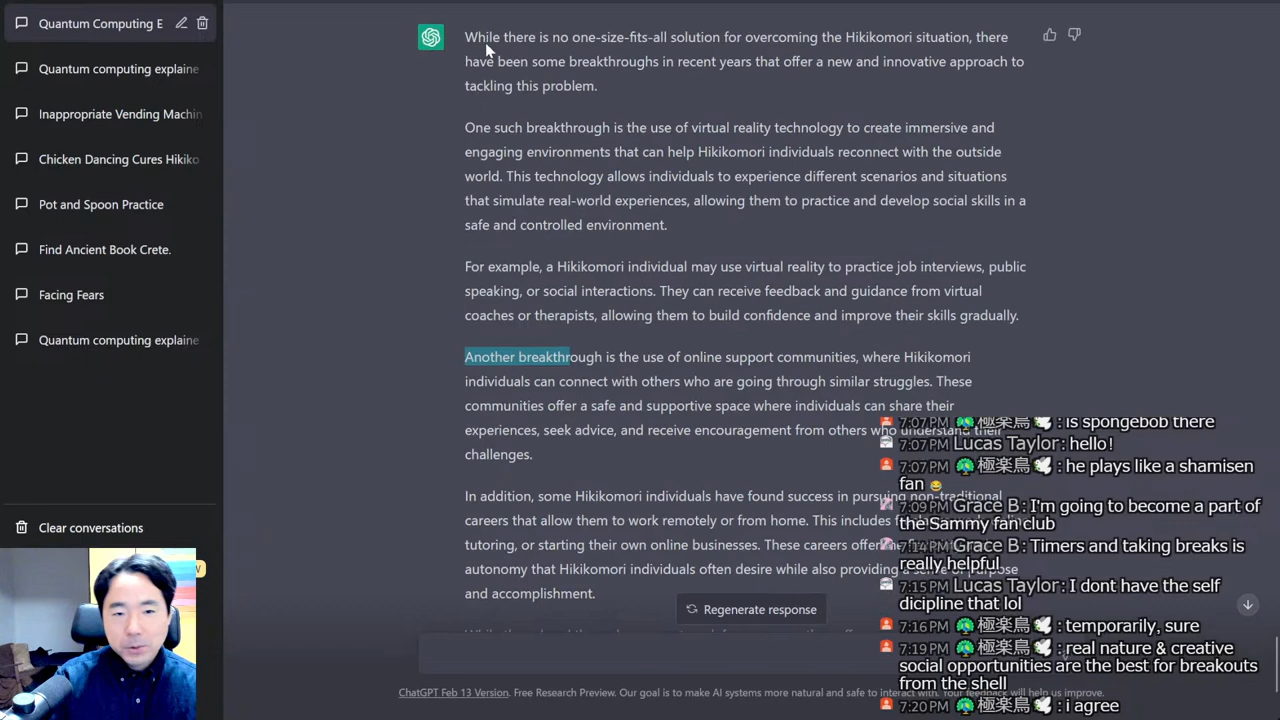 Quantum Computing E
Quantum computing explaine
Inappropriate Vending Machin
Chicken Dancing Cures Hikiko
Pot and Spoon Practice
Find Ancient Book Crete.
Facing Fears
Quantum computing explaine
Clear conversations
While there is no one-size-fits-all solution for overcoming the Hikikomori situation, there
have been some breakthroughs in recent years that offer a new and innovative approach to
tackling this problem.
One such breakthrough is the use of virtual reality technology to create immersive and
engaging environments that can help Hikikomori individuals reconnect with the outside
world. This technology allows individuals to experience different scenarios and situations
that simulate real-world experiences, allowing them to practice and develop social skills in a
safe and controlled environment.
For example, a Hikikomori individual may use virtual reality to practice job interviews, public
speaking, or social interactions. They can receive feedback and guidance from virtual
coaches or therapists, allowing them to build confidence and improve their skills gradually.
Another breakthrough is the use of online support communities, where Hikikomori
individuals can connect with others who are going through similar struggles. These
communities offer a safe and supportive space where individuals can share their
experiences, seek advice, and receive encouragement from others who understand their
challenges.
In addition, some Hikikomori individuals have found success in pursuing non-traditional
careers that allow them to work remotely or from home. This includes
tutoring, or starting their own online businesses. These careers offer
autonomy that Hikikomori individuals often desire while also providing a sense of purpose
and accomplishment.
Regenerate response
ChatGPT Feb 13 Version. Free Research Preview. Our goal is to make AI systems more natural and safe to interact with. Your feedback will help us improve.
7:07 PM 極楽鳥 : is spongebob there
7:07 PM Lucas Taylor: hello!
7:07 PM 極楽鳥 : he plays like a shamisen
fan 😂
7:09 PM Grace B: I'm going to become a part of
the Sammy fan club
7:14 PM Grace B: Timers and taking breaks is
really helpful
7:15 PM Lucas Taylor: I dont have the self
dicipline that lol
7:16 PM 極楽鳥 : temporarily, sure
7:19 PM 極楽鳥 : real nature & creative
social opportunities are the best for breakouts
from the shell
7:20 PM 極楽鳥 : i agree